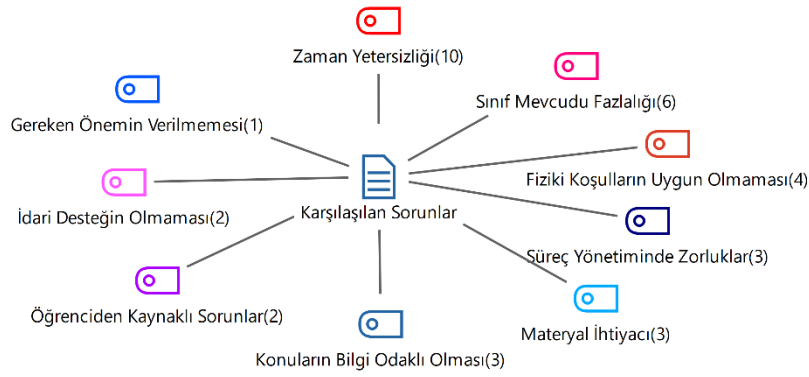 Zaman Yetersizliği(10)
Sınıf Mevcudu Fazlalığı(6)
Gereken Önemin Verilmemesi(1)
Fiziki Koşulların Uygun Olmaması(4)
İdari Desteğin Olmaması(2)
Karşılaşılan Sorunlar
Süreç Yönetiminde Zorluklar(3)
Öğrenciden Kaynaklı Sorunlar(2)
Materyal İhtiyacı(3)
Konuların Bilgi Odaklı Olması(3)